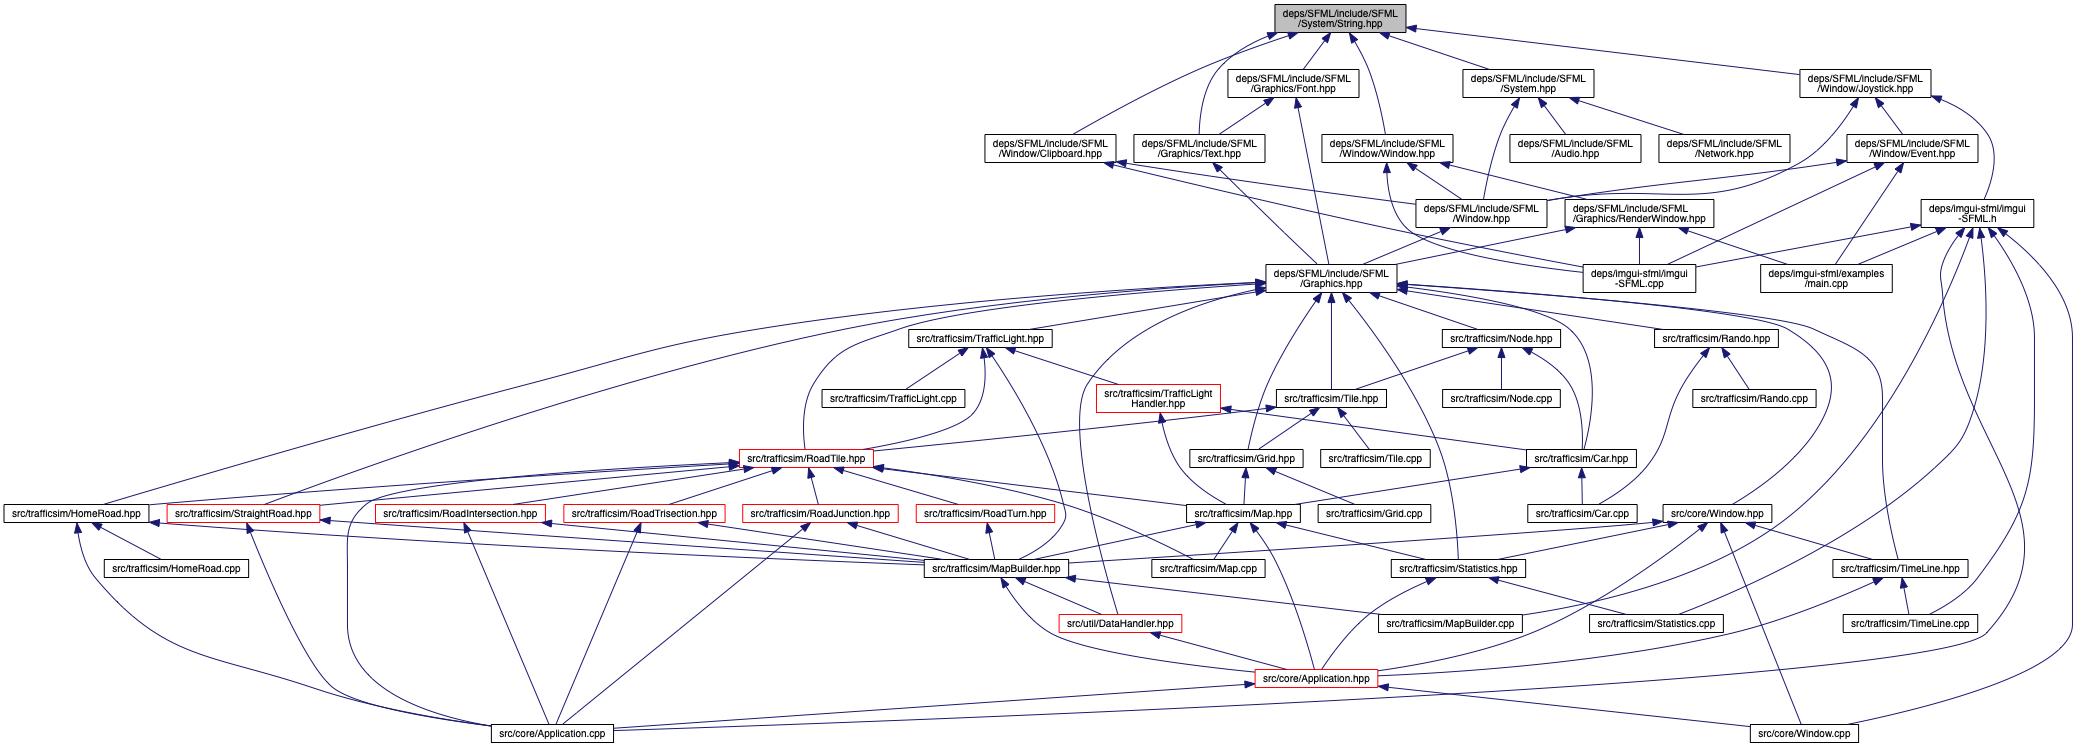 deps/SFML/include/SFML
/System/String.hpp
deps/SFML/include/SFML
/Graphics/Font.hpp
deps/SFML/include/SFML
/System.hpp
deps/SFML/include/SFML
/Window/Joystick.hpp
deps/SFML/include/SFML
/Window/Clipboard.hpp
deps/SFML/include/SFML
/Graphics/Text.hpp
deps/SFML/include/SFML
/Window/Window.hpp
deps/SFML/include/SFML
/Audio.hpp
deps/SFML/include/SFML
/Network.hpp
deps/SFML/include/SFML
/Window/Event.hpp
deps/SFML/include/SFML
/Window.hpp
deps/SFML/include/SFML
/Graphics/RenderWindow.hpp
deps/imgui-sfml/imgui
-SFML.h
deps/SFML/include/SFML
/Graphics.hpp
deps/imgui-sfml/imgui
-SFML.cpp
deps/imgui-sfml/examples
/main.cpp
src/trafficsim/TrafficLight.hpp
src/trafficsim/Node.hpp
src/trafficsim/Rando.hpp
src/trafficsim/TrafficLight.cpp
src/trafficsim/TrafficLight
Handler.hpp
src/trafficsim/Tile.hpp
src/trafficsim/Node.cpp
src/trafficsim/Rando.cpp
src/trafficsim/RoadTile.hpp
src/trafficsim/Grid.hpp
src/trafficsim/Tile.cpp
src/trafficsim/Car.hpp
src/trafficsim/HomeRoad.hpp
src/trafficsim/StraightRoad.hpp
src/trafficsim/RoadIntersection.hpp
src/trafficsim/RoadTrisection.hpp
src/trafficsim/RoadJunction.hpp
src/trafficsim/RoadTurn.hpp
src/trafficsim/Map.hpp
src/trafficsim/Grid.cpp
src/trafficsim/Car.cpp
src/core/Window.hpp
src/trafficsim/HomeRoad.cpp
src/trafficsim/MapBuilder.hpp
src/trafficsim/Map.cpp
src/trafficsim/Statistics.hpp
src/trafficsim/TimeLine.hpp
src/util/DataHandler.hpp
src/trafficsim/MapBuilder.cpp
src/trafficsim/Statistics.cpp
src/trafficsim/TimeLine.cpp
src/core/Application.hpp
src/core/Application.cpp
src/core/Window.cpp